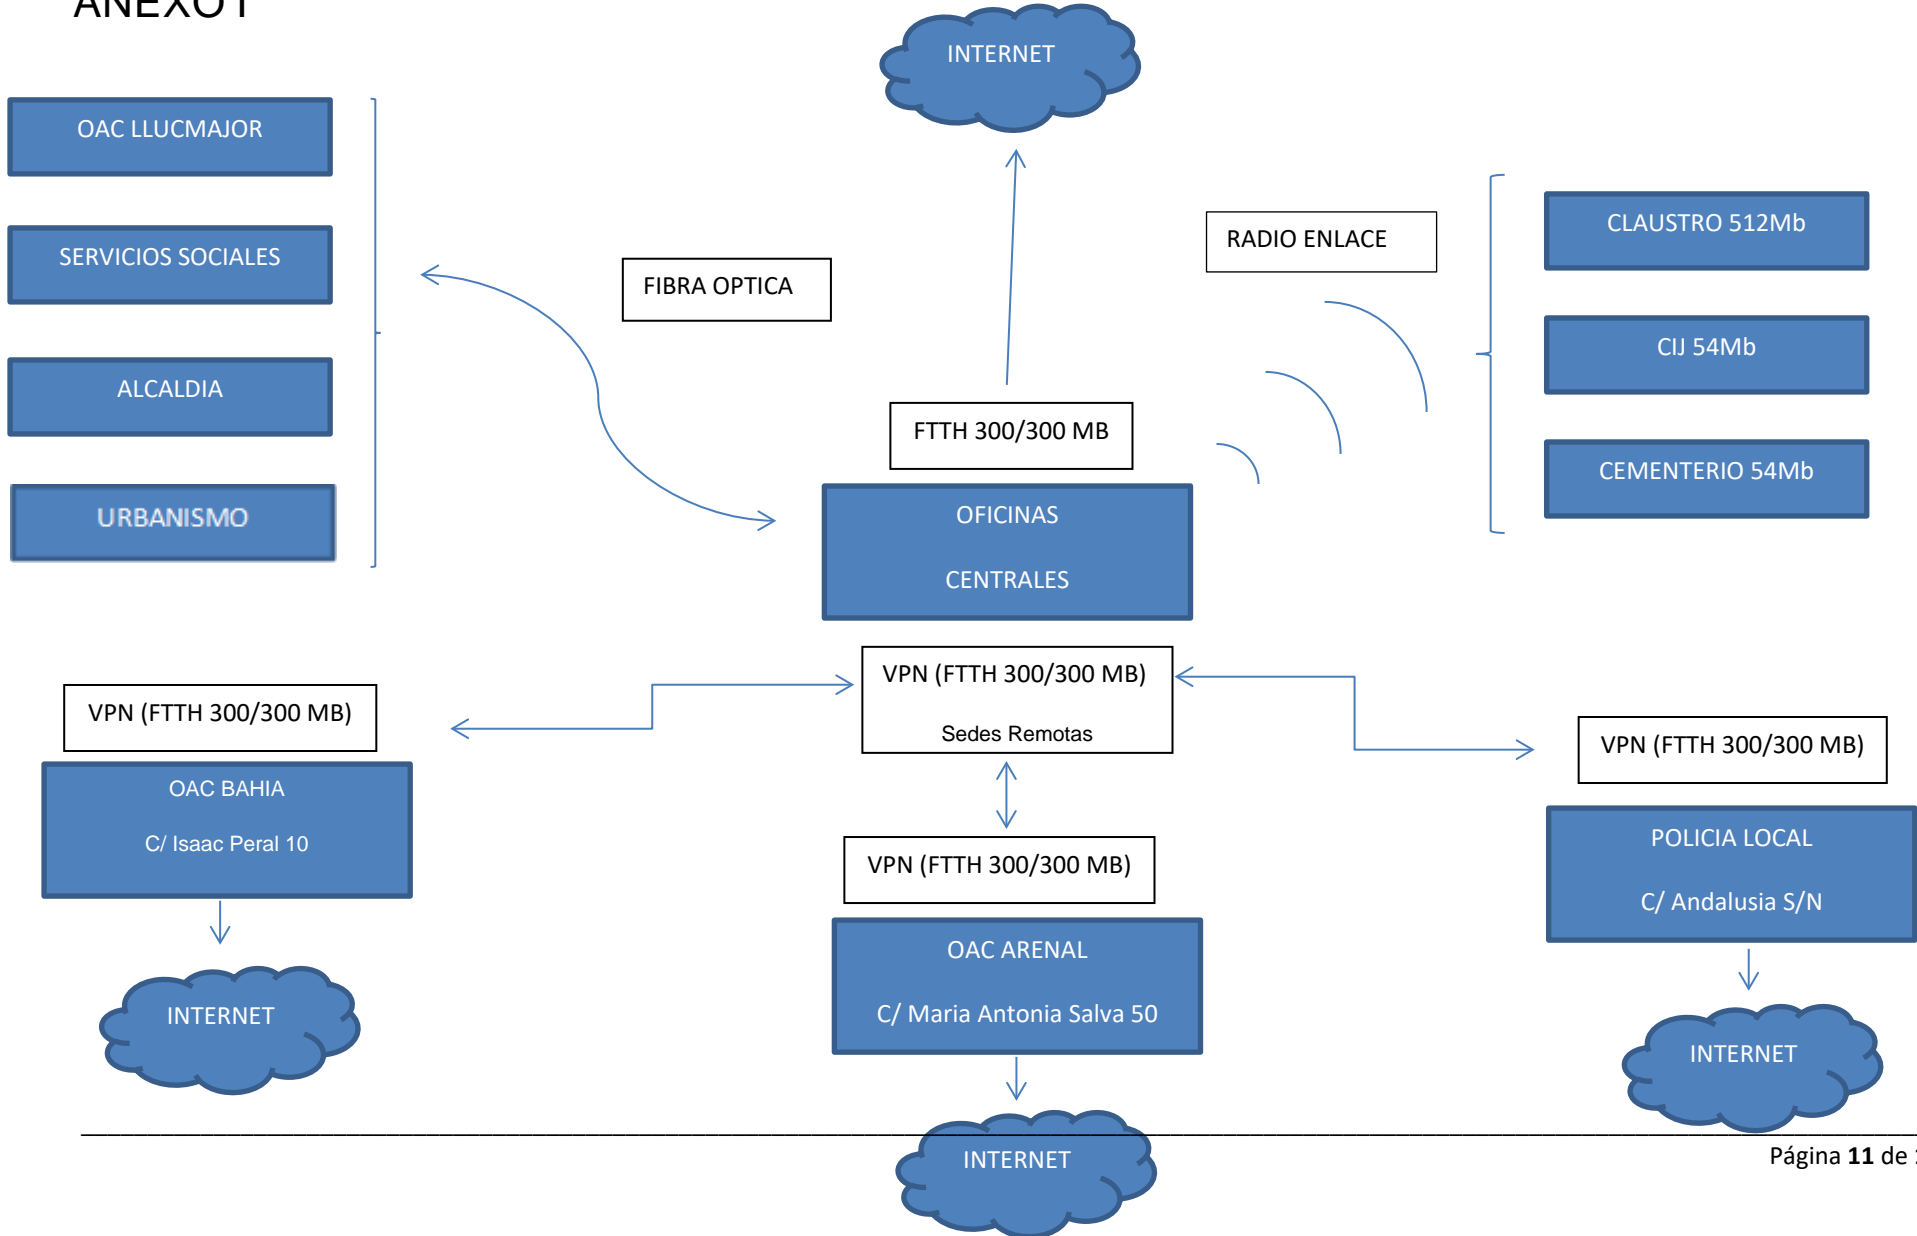 ANEXO I
INTERNET
OAC LLUCMAJOR
SERVICIOS SOCIALES
ALCALDIA
URBANISMO
FIBRA OPTICA
RADIO ENLACE
CLAUSTRO 512Mb
CIJ 54Mb
CEMENTERIO 54Mb
FTTH 300/300 MB
OFICINAS
CENTRALES
VPN (FTTH 300/300 MB)
Sedes Remotas
VPN (FTTH 300/300 MB)
OAC BAHIA
C/ Isaac Peral 10
INTERNET
VPN (FTTH 300/300 MB)
OAC ARENAL
C/ Maria Antonia Salva 50
INTERNET
VPN (FTTH 300/300 MB)
POLICIA LOCAL
C/ Andalusia S/N
INTERNET
Página 11 de